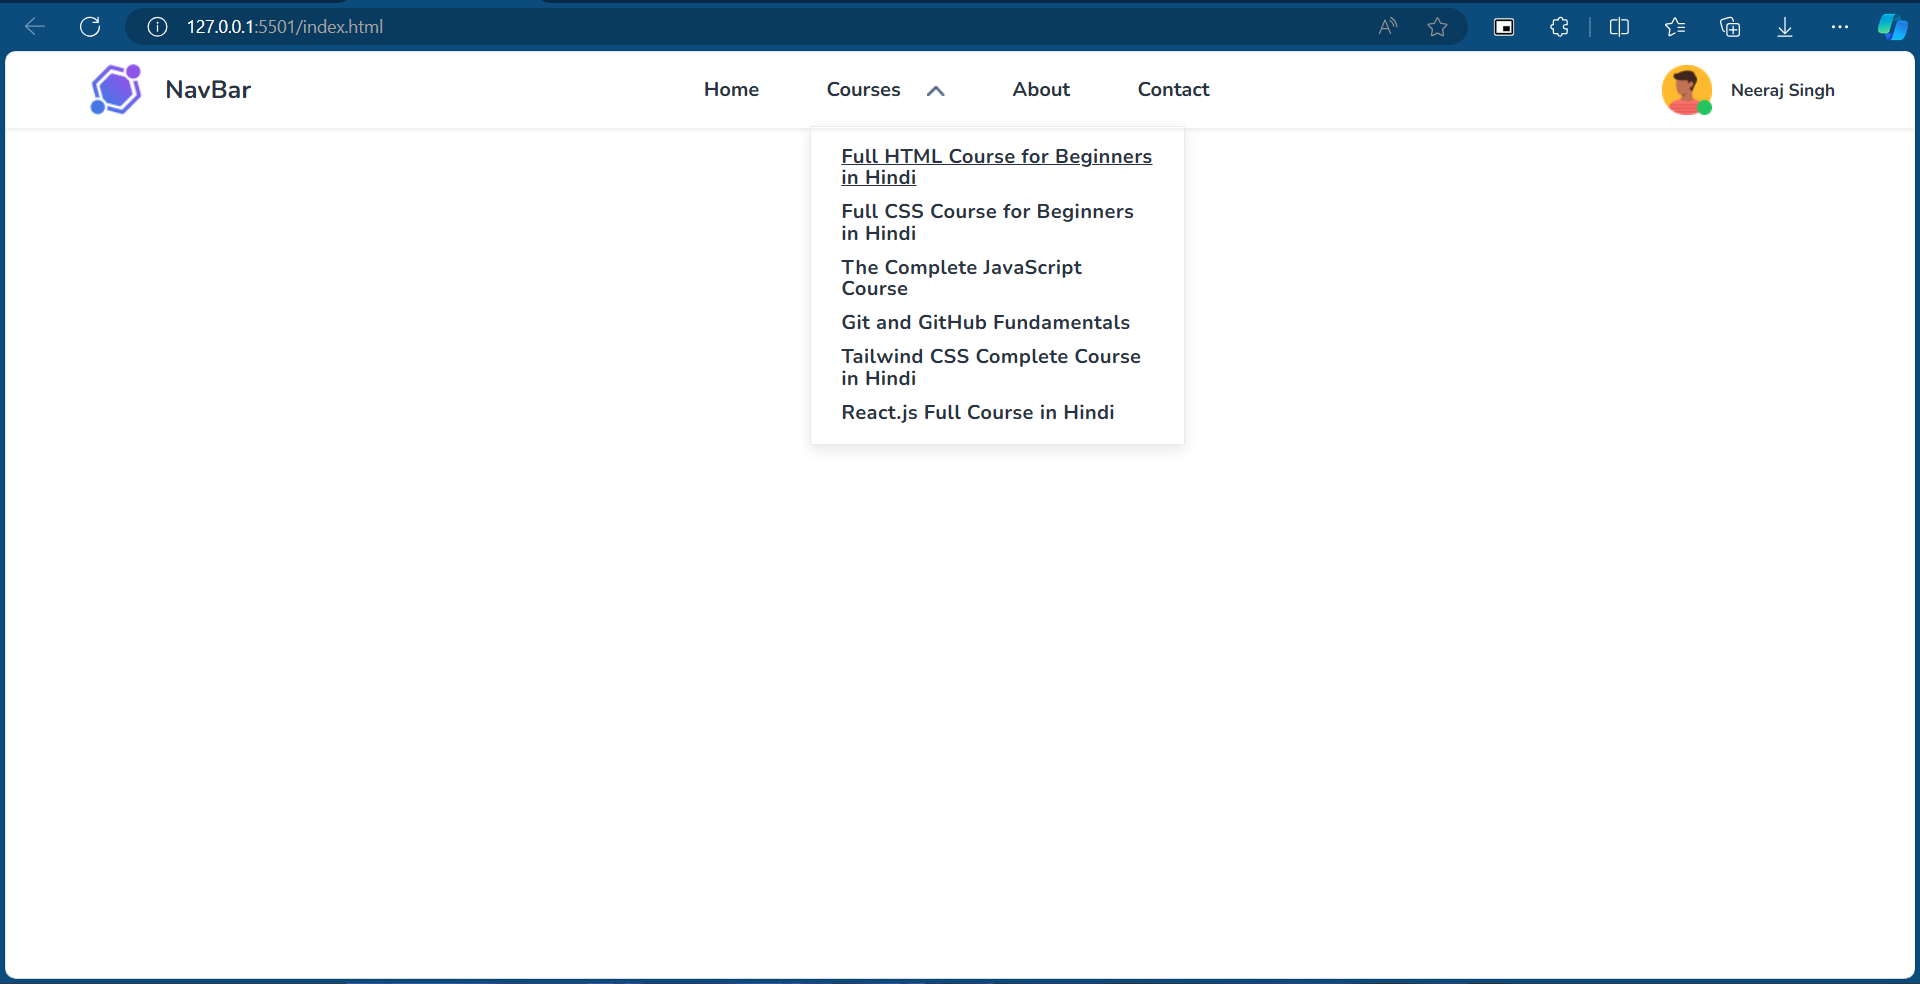 127.0.0.1:5501/index.html
NavBar
Home
Courses
About
Contact
Neeraj Singh
Full HTML Course for Beginners
in Hindi
Full CSS Course for Beginners
in Hindi
The Complete JavaScript
Course
Git and GitHub Fundamentals
Tailwind CSS Complete Course
in Hindi
React.js Full Course in Hindi